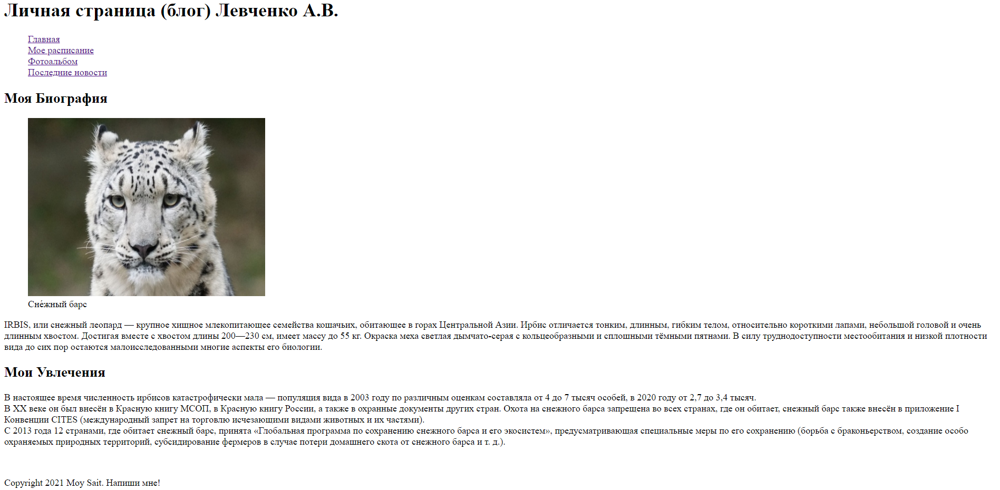 Личная страница (блог) Левченко А.В.
Главная
Мое расписание
Фотоальбом
Последние новости
Моя Биография
Сне́жный барс
IRBIS, или снежный леопард — крупное хищное млекопитающее семейства кошачьих, обитающее в горах Центральной Азии. Ирбис отличается тонким, длинным, гибким телом, относительно короткими лапами, небольшой головой и очень
длинным хвостом. Достигая вместе с хвостом длины 200—230 см, имеет массу до 55 кг. Окраска меха светлая дымчато-серая с кольцеобразными и сплошными тёмными пятнами. В силу труднодоступности местообитания и низкой плотности
вида до сих пор остаются малоисследованными многие аспекты его биологии.
Мои Увлечения
В настоящее время численность ирбисов катастрофически мала — популяция вида в 2003 году по различным оценкам составляла от 4 до 7 тысяч особей, в 2020 году от 2,7 до 3,4 тысяч.
В XX веке он был внесён в Красную книгу МСОП, в Красную книгу России, а также в охранные документы других стран. Охота на снежного барса запрещена во всех странах, где он обитает, снежный барс также внесён в приложение I
Конвенции CITES (международный запрет на торговлю исчезающими видами животных и их частями).
С 2013 года 12 странами, где обитает снежный барс, принята «Глобальная программа по сохранению снежного барса и его экосистем», предусматривающая специальные меры по его сохранению (борьба с браконьерством, создание особо
охраняемых природных территорий, субсидирование фермеров в случае потери домашнего скота от снежного барса и т. д.).
Copyright 2021 Moy Sait. Напиши мне!